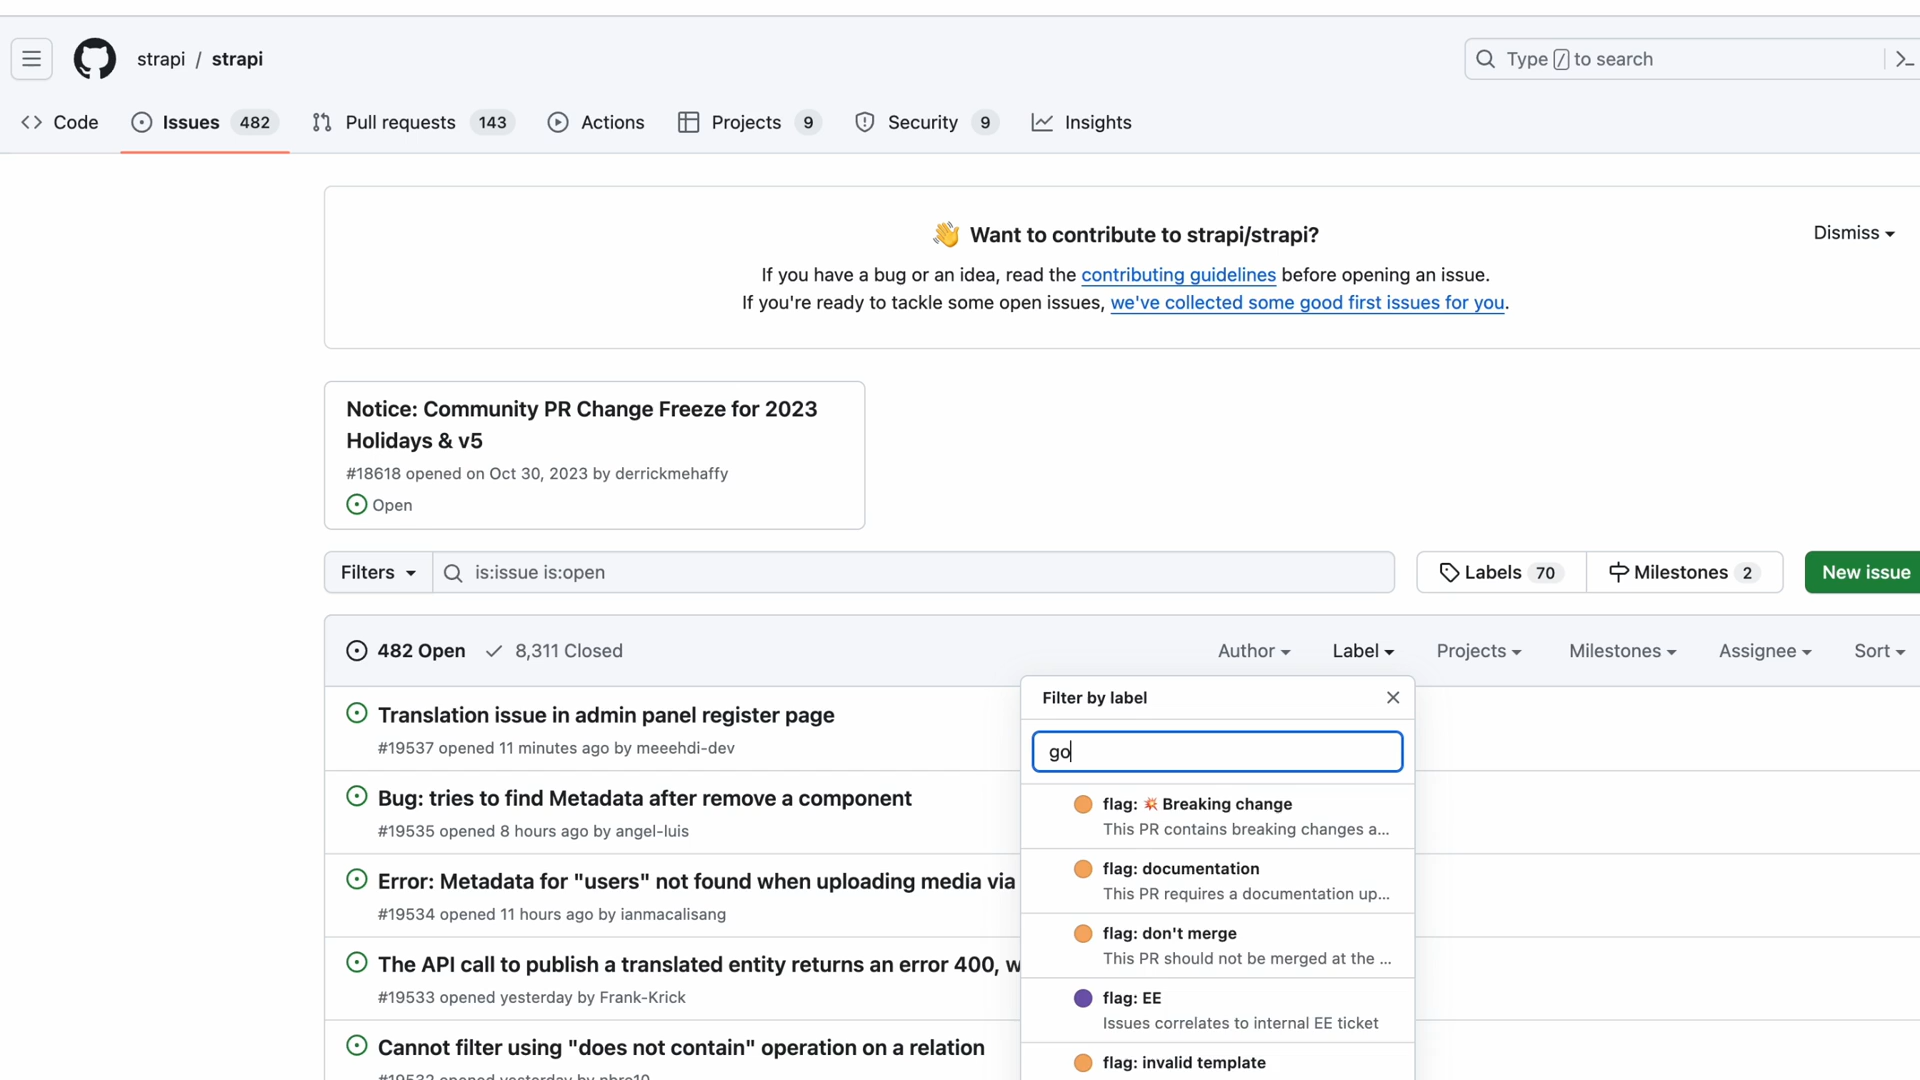 strapi / strapi
Type / to search
Code
Issues 482
Pull requests 143
Actions
Projects 9
Security 9
Insights
👋 Want to contribute to strapi/strapi?
Dismiss
If you have a bug or an idea, read the contributing guidelines before opening an issue.
If you're ready to tackle some open issues, we've collected some good first issues for you.
Notice: Community PR Change Freeze for 2023
Holidays & v5
#18618 opened on Oct 30, 2023 by derrickmehaffy
Open
Filters
is:issue is:open
Labels 70
Milestones 2
New issue
482 Open
8,311 Closed
Author
Label
Projects
Milestones
Assignee
Sort
Filter by label
go
flag: 💥 Breaking change
This PR contains breaking changes a...
flag: documentation
This PR requires a documentation up...
flag: don't merge
This PR should not be merged at the ...
flag: EE
Issues correlates to internal EE ticket
flag: invalid template
Translation issue in admin panel register page
#19537 opened 11 minutes ago by meeehdi-dev
Bug: tries to find Metadata after remove a component
#19535 opened 8 hours ago by angel-luis
Error: Metadata for "users" not found when uploading media via
#19534 opened 11 hours ago by ianmacalisang
The API call to publish a translated entity returns an error 400, w
#19533 opened yesterday by Frank-Krick
Cannot filter using "does not contain" operation on a relation
#19532 opened yesterday by